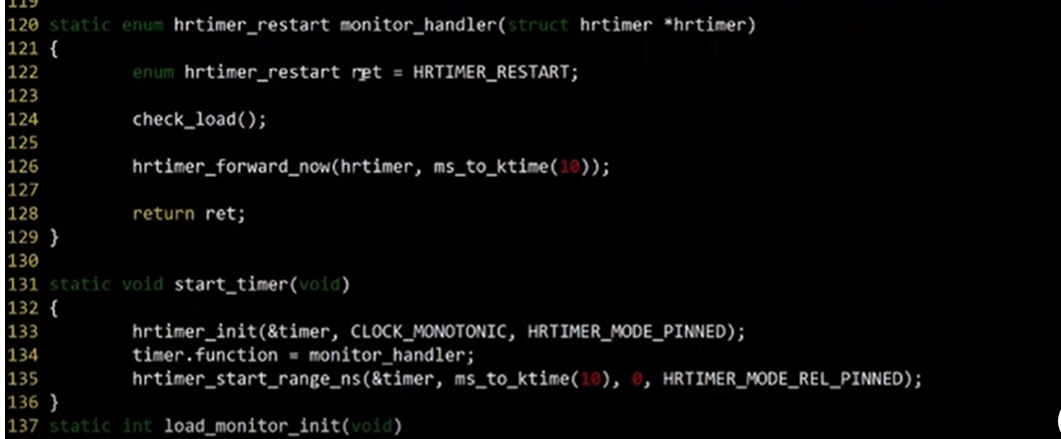 119
120 static enum hrtimer_restart monitor_handler(struct hrtimer *hrtimer)
121 {
122         enum hrtimer_restart ret = HRTIMER_RESTART;
123
124         check_load();
125
126         hrtimer_forward_now(hrtimer, ms_to_ktime(10));
127
128         return ret;
129 }
130
131 static void start_timer(void)
132 {
133         hrtimer_init(&timer, CLOCK_MONOTONIC, HRTIMER_MODE_PINNED);
134         timer.function = monitor_handler;
135         hrtimer_start_range_ns(&timer, ms_to_ktime(10), 0, HRTIMER_MODE_REL_PINNED);
136 }
137 static int load_monitor_init(void)